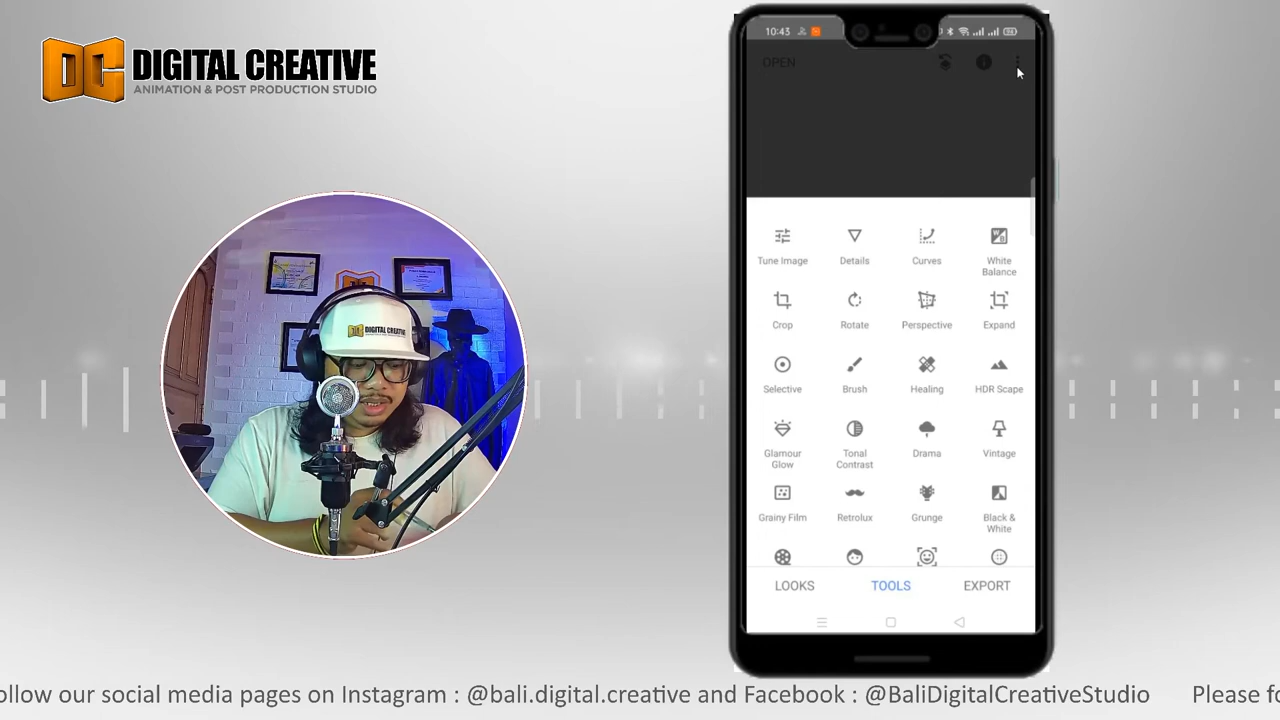 DIGITAL CREATIVE
ANIMATION & POST PRODUCTION STUDIO
DIGITAL CREATIVE
10:43
OPEN
Tune Image
Details
Curves
White
Balance
Crop
Rotate
Perspective
Expand
Selective
Brush
Healing
HDR Scape
Glamour
Glow
Tonal
Contrast
Drama
Vintage
Grainy Film
Retrolux
Grunge
Black &
White
LOOKS
TOOLS
EXPORT
ollow our social media pages on Instagram : @bali.digital.creative and Facebook : @BaliDigitalCreativeStudio Please fo